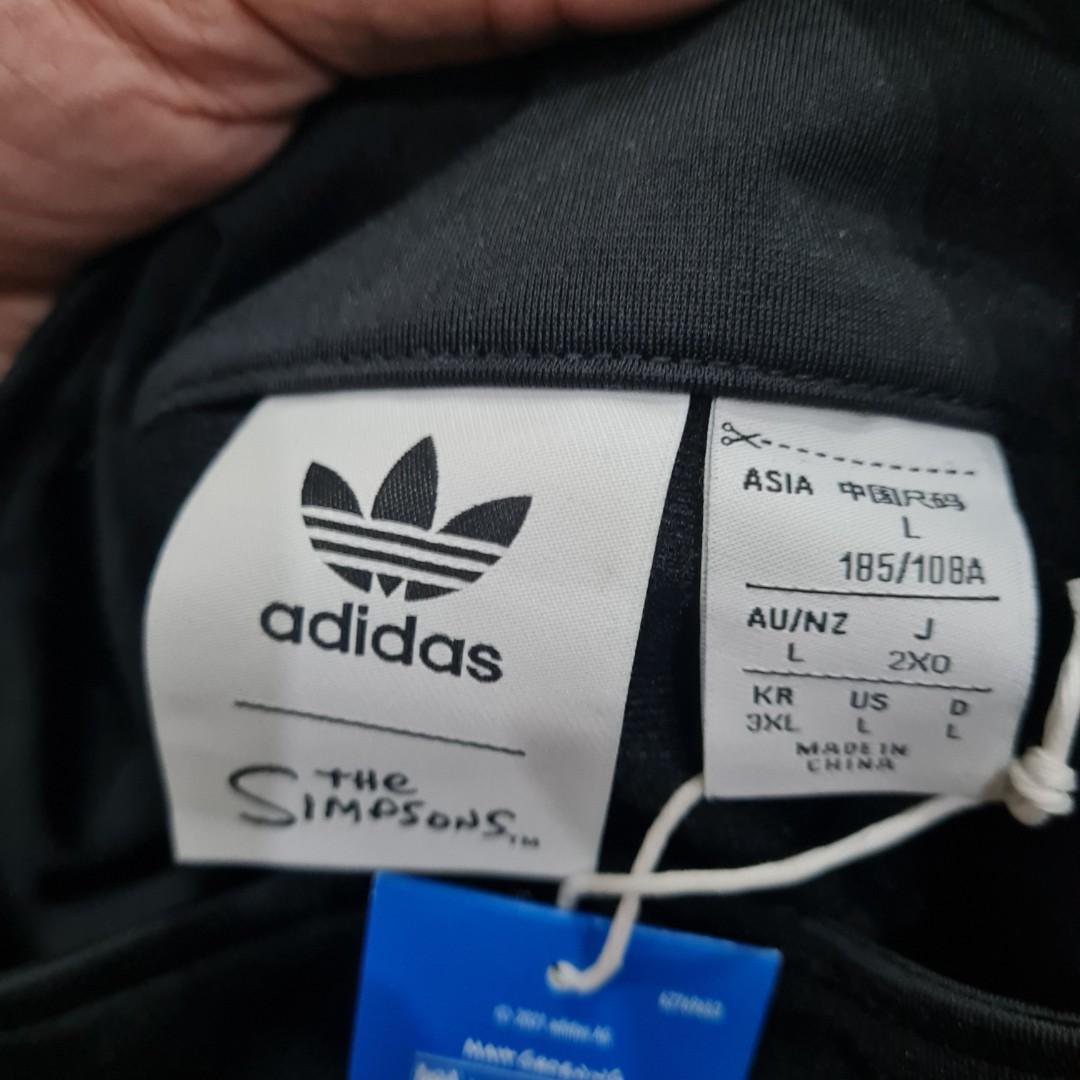 adidas
THE
SIMPSONS TM
ASIA 中国尺码
L
185/108A
AU/NZ J
L 2XO
KR US D
3XL L L
MADE IN
CHINA